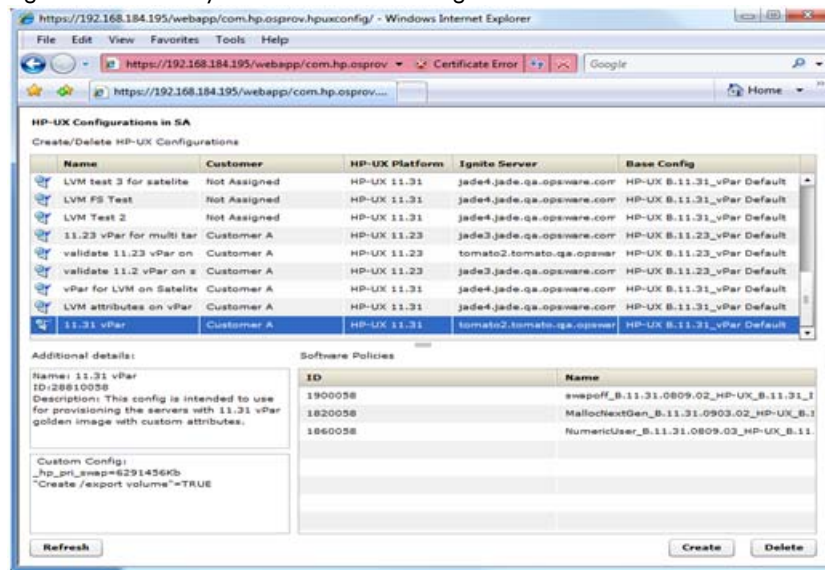 https://192.168.184.195/webapp/com.hp.osprov.hpuxconfig/ - Windows Internet Explorer
File Edit View Favorites Tools Help
https://192.168.184.195/webapp/com.hp.osprov Certificate Error Google
https://192.168.184.195/webapp/com.hp.osprov.... Home
HP-UX Configurations in SA
Create/Delete HP-UX Configurations
Name Customer HP-UX Platform Ignite Server Base Config
LVM test 3 for satelite Not Assigned HP-UX 11.31 jade4.jade.qa.opsware.com HP-UX B.11.31_vPar Default
LVM FS Test Not Assigned HP-UX 11.31 jade4.jade.qa.opsware.com HP-UX B.11.31_vPar Default
LVM Test 2 Not Assigned HP-UX 11.31 jade4.jade.qa.opsware.com HP-UX B.11.31_vPar Default
11.23 vPar for multi tar Customer A HP-UX 11.23 jade3.jade.qa.opsware.com HP-UX B.11.23_vPar Default
validate 11.23 vPar on Customer A HP-UX 11.23 tomato2.tomato.qa.opswar HP-UX B.11.23_vPar Default
validate 11.2 vPar on s Customer A HP-UX 11.23 jade3.jade.qa.opsware.com HP-UX B.11.23_vPar Default
vPar for LVM on Satelite Customer A HP-UX 11.31 jade4.jade.qa.opsware.com HP-UX B.11.31_vPar Default
LVM attributes on vPar Customer A HP-UX 11.31 jade4.jade.qa.opsware.com HP-UX B.11.31_vPar Default
11.31 vPar Customer A HP-UX 11.31 tomato2.tomato.qa.opswar HP-UX B.11.31_vPar Default
Additional details: Software Policies
Name: 11.31 vPar
ID:28810058
Description: This config is intended to use
for provisioning the servers with 11.31 vPar
golden image with custom attributes.
ID Name
1900058 swapoff_B.11.31.0809.02_HP-UX_B.11.31_I
1820058 MallocNextGen_B.11.31.0903.02_HP-UX_B.1
1860058 NumericUser_B.11.31.0809.03_HP-UX_B.11.
Custom Config:
_hp_pri_swap=6291456Kb
"Create /export volume"=TRUE
Refresh Create Delete